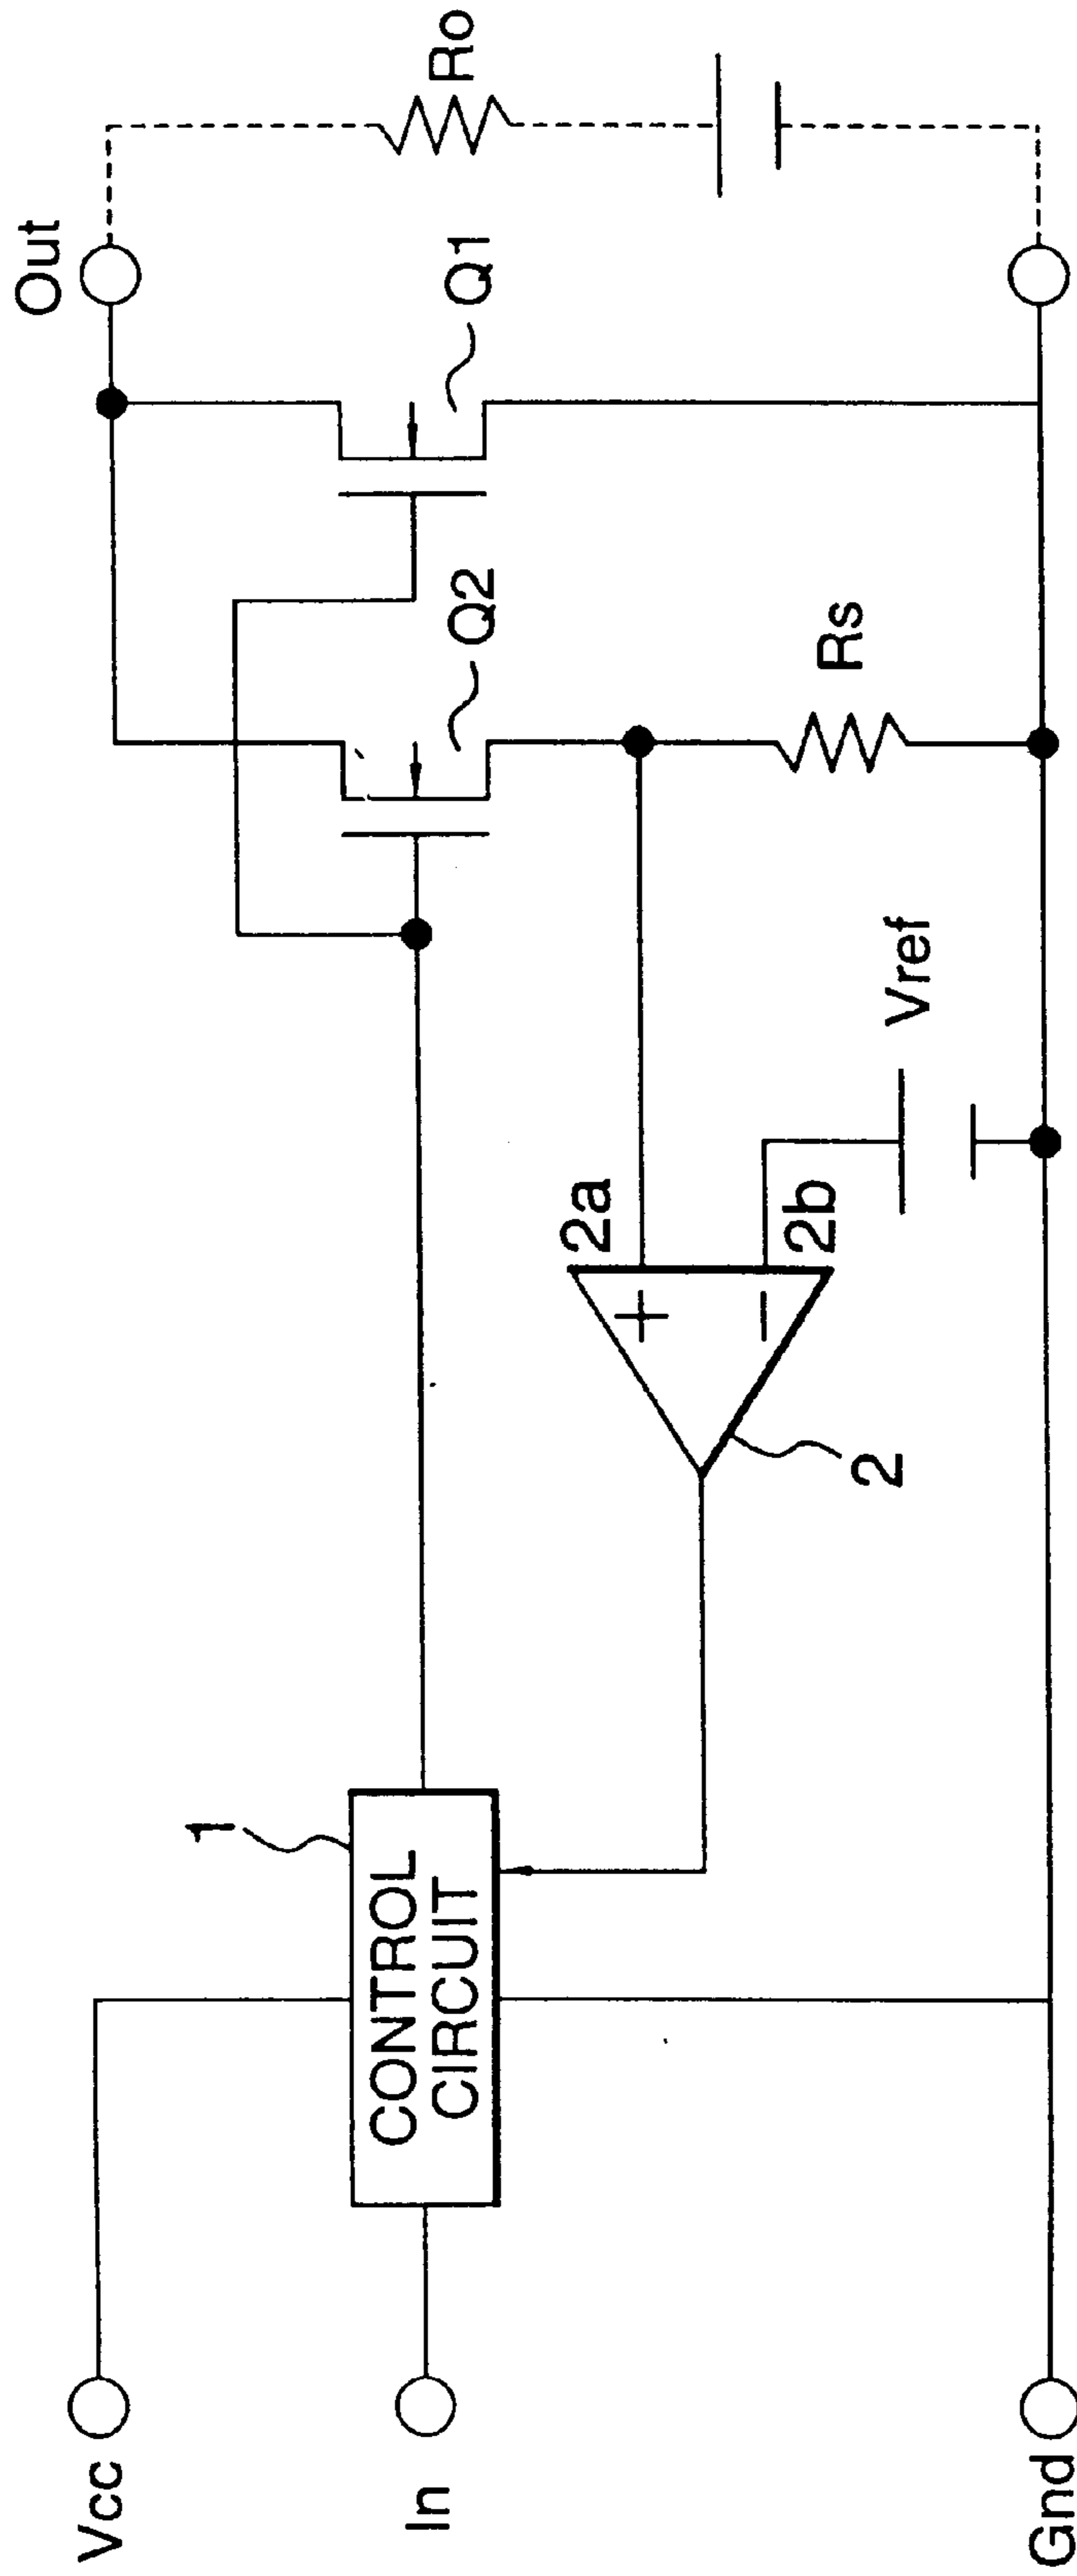 Vcc
In
Gnd
1
CONTROL
CIRCUIT
2
2a
+
−
2b
Vref
Rs
Q2
Q1
Out
Ro